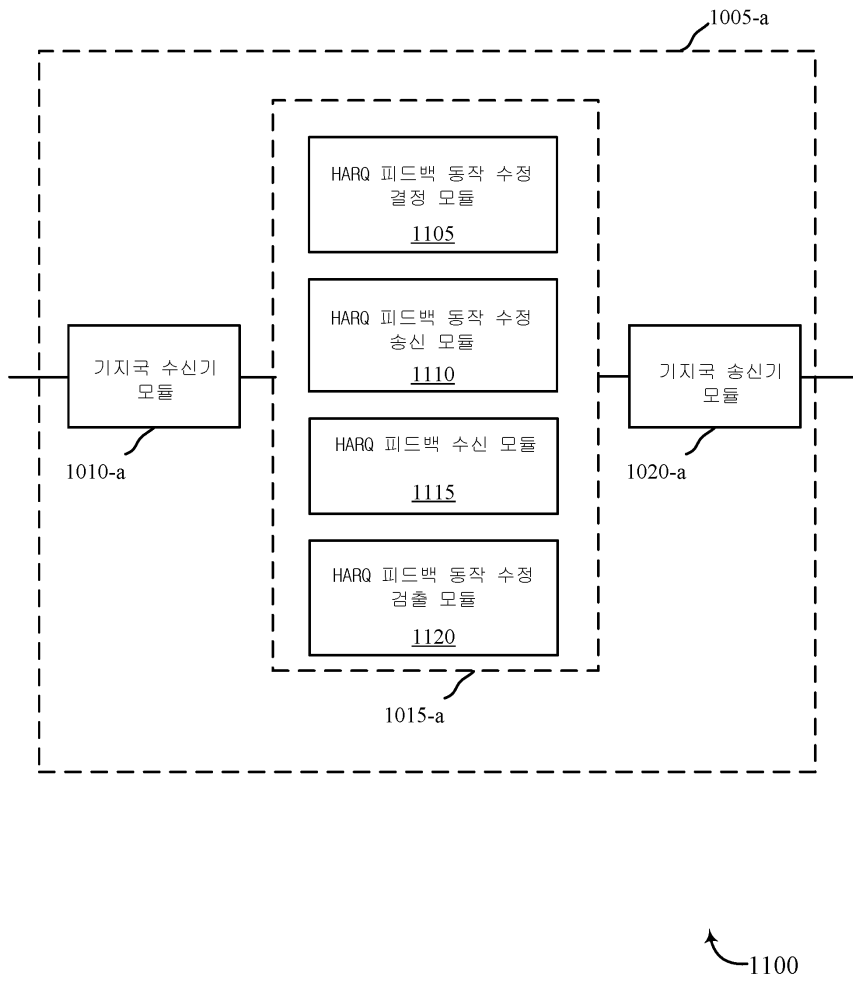 1005-a
HARQ 피드백 동작 수정
결정 모듈
1105
HARQ 피드백 동작 수정
송신 모듈
1110
기지국 수신기
모듈
1010-a
기지국 송신기
모듈
1020-a
HARQ 피드백 수신 모듈
1115
HARQ 피드백 동작 수정
검출 모듈
1120
1015-a
1100